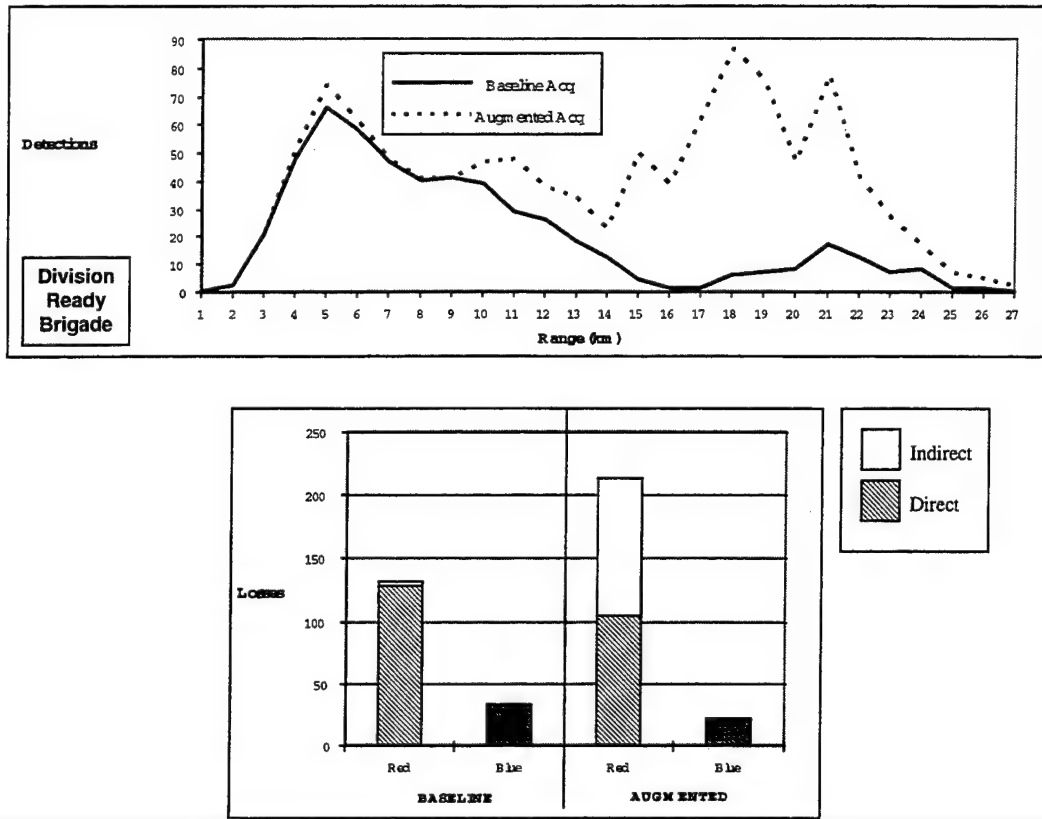 90
80
70
60
50
40
30
20
10
0
Detections
Baseline Acq
Augmented Acq
Division
Ready
Brigade
1 2 3 4 5 6 7 8 9 10 11 12 13 14 15 16 17 18 19 20 21 22 23 24 25 26 27
Range (km)
250
200
150
100
50
0
Losses
Red Blue Red Blue
BASELINE AUGMENTED
Indirect
Direct